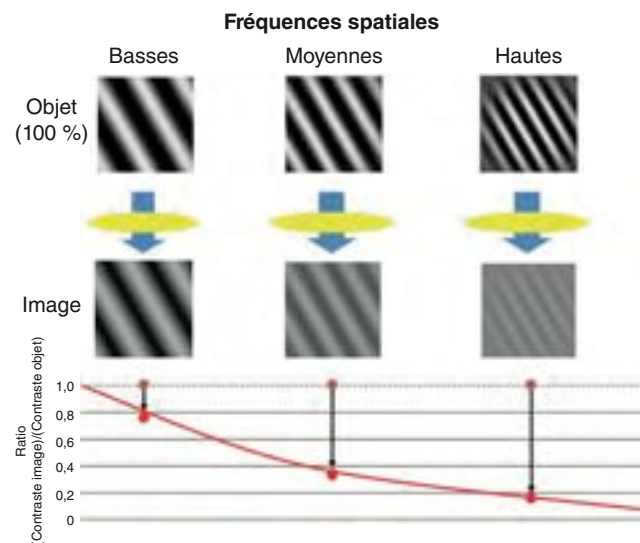 Fréquences spatiales
Basses Moyennes Hautes
Objet
(100 %)
Image
Ratio
(Contraste image)/(Contraste objet)
1,0
0,8
0,6
0,4
0,2
0